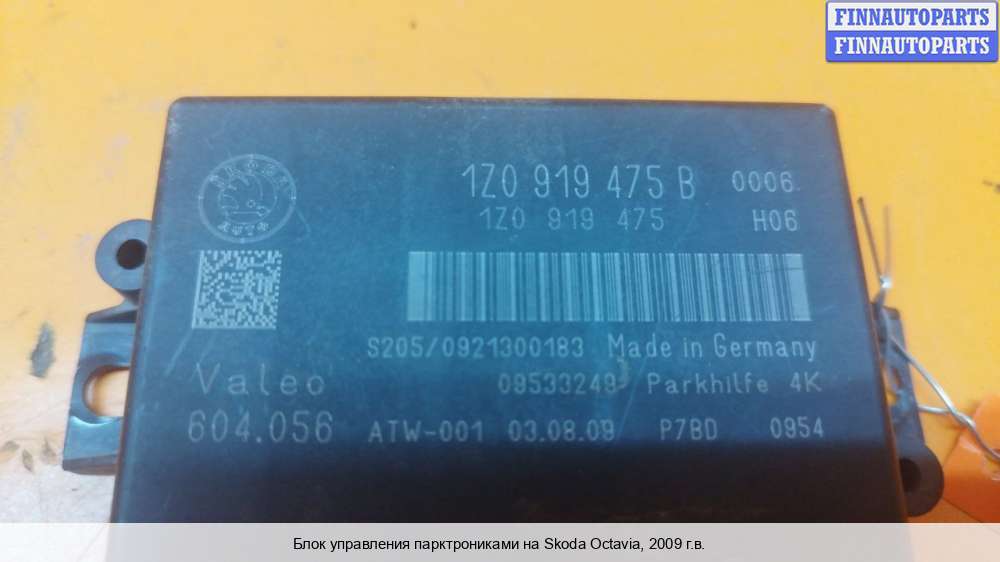 FINNAUTOPARTS
FINNAUTOPARTS
1Z0 919 475 B 0006
1Z0 919 475 H06
S205/0921300183 Made in Germany
Valeo 09533249 Parkhilfe 4K
604.056 ATW-001 03.08.09 P7BD 0954
Блок управления парктрониками на Skoda Octavia, 2009 г.в.